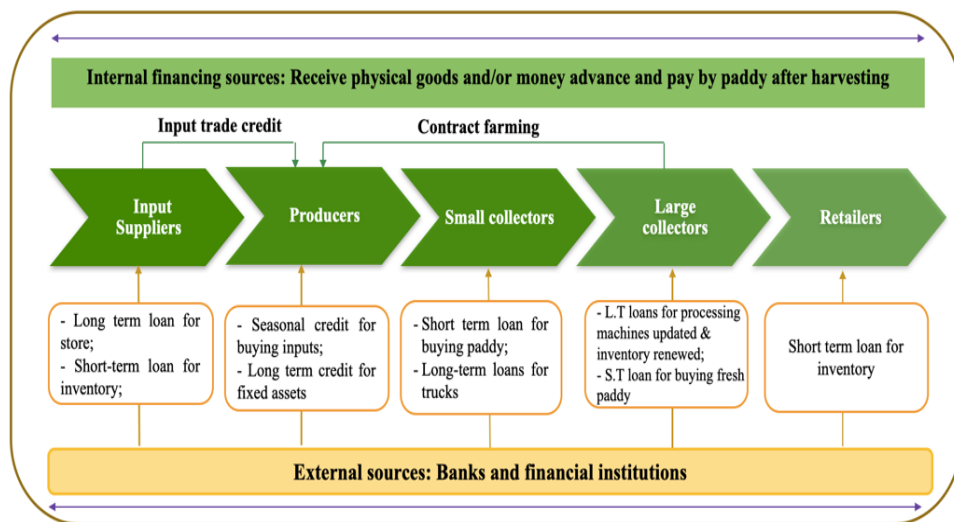 Internal financing sources: Receive physical goods and/or money advance and pay by paddy after harvesting
Input trade credit
Contract farming
Input
Suppliers
Producers
Small collectors
Large
collectors
Retailers
- Long term loan for
store;
- Short-term loan for
inventory;
- Seasonal credit for
buying inputs;
- Long term credit for
fixed assets
- Short term loan for
buying paddy;
- Long-term loans for
trucks
- L.T loans for processing
machines updated &
inventory renewed;
- S.T loan for buying fresh
paddy
Short term loan for
inventory
External sources: Banks and financial institutions